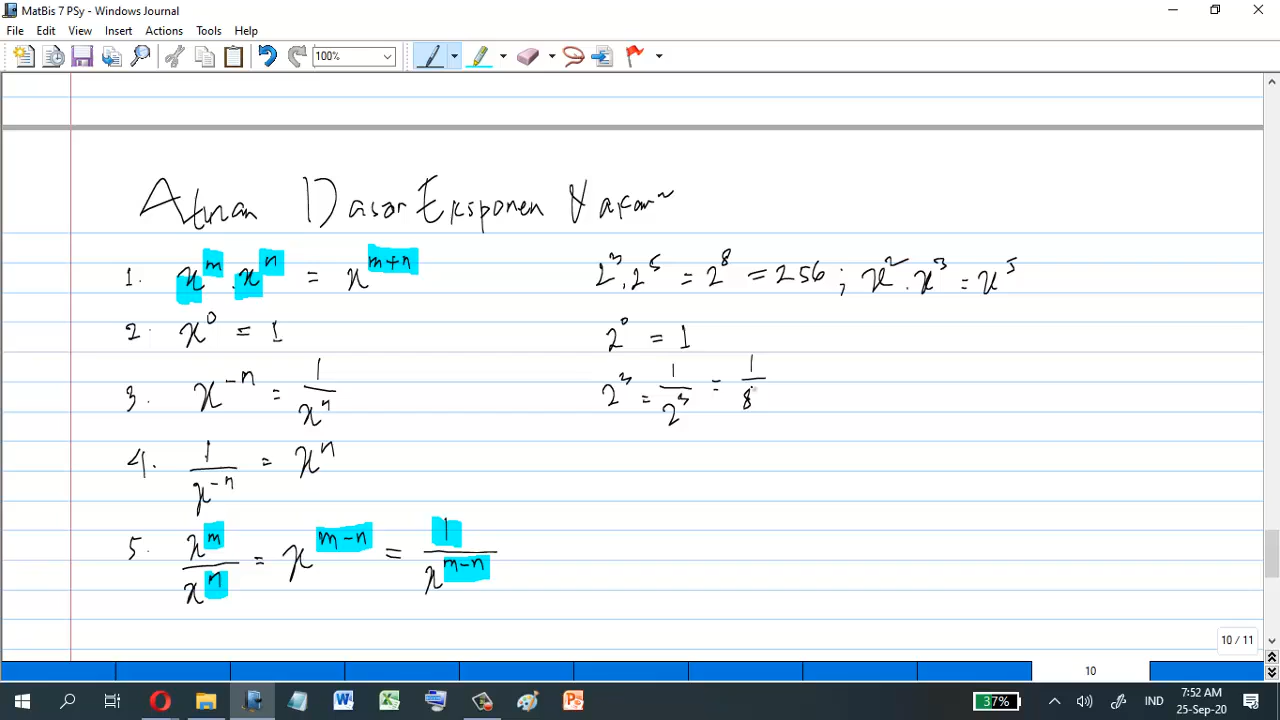 MatBis 7 PSy - Windows Journal
File Edit View Insert Actions Tools Help
100%
Aturan Dasar Eksponen & akar~
1. x^m . x^n = x^(m+n) 2^3 . 2^5 = 2^8 = 256 ; x^2 . x^3 = x^5
2. x^0 = 1 2^0 = 1
3. x^(-n) = 1/x^n 2^3 = 1/2^3 = 1/8
4. 1/x^(-n) = x^n
5. x^m/x^n = x^(m-n) = 1/x^(m-n)
10 / 11
10
37%
IND
7:52 AM
25-Sep-20